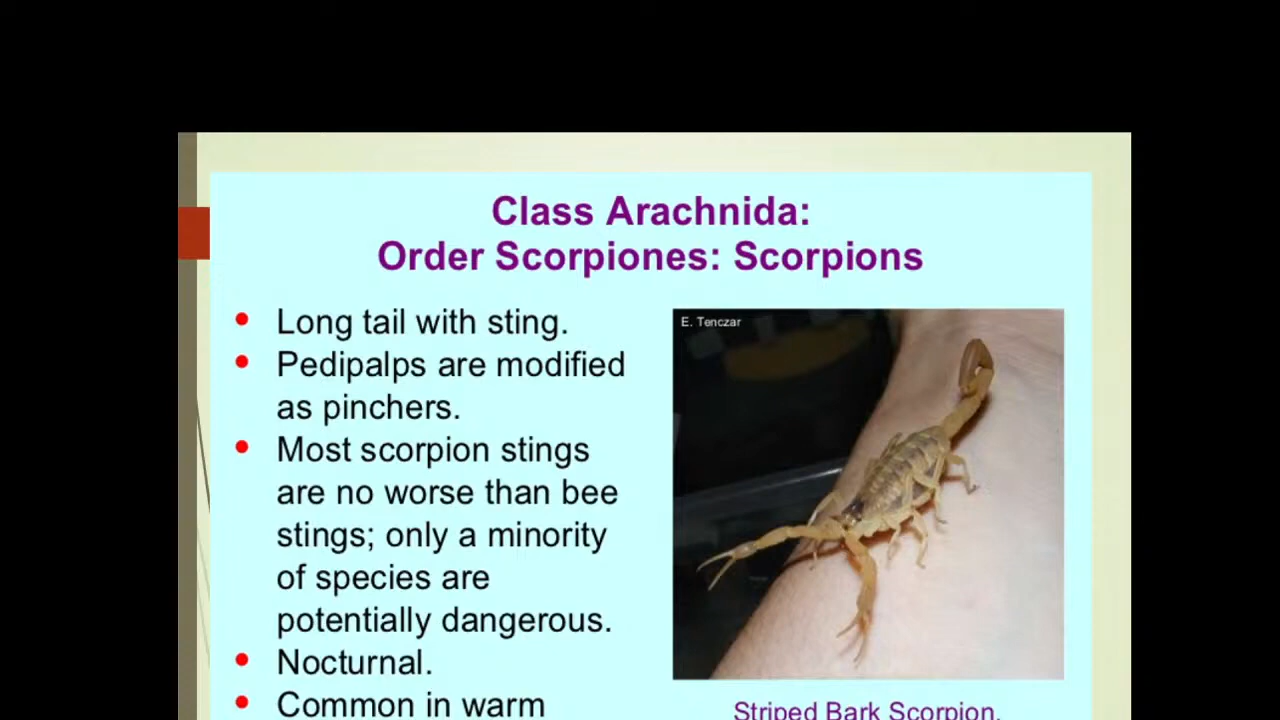 Class Arachnida:
Order Scorpiones: Scorpions
• Long tail with sting.
• Pedipalps are modified
as pinchers.
• Most scorpion stings
are no worse than bee
stings; only a minority
of species are
potentially dangerous.
• Nocturnal.
• Common in warm
E. Tenczar
Striped Bark Scorpion,